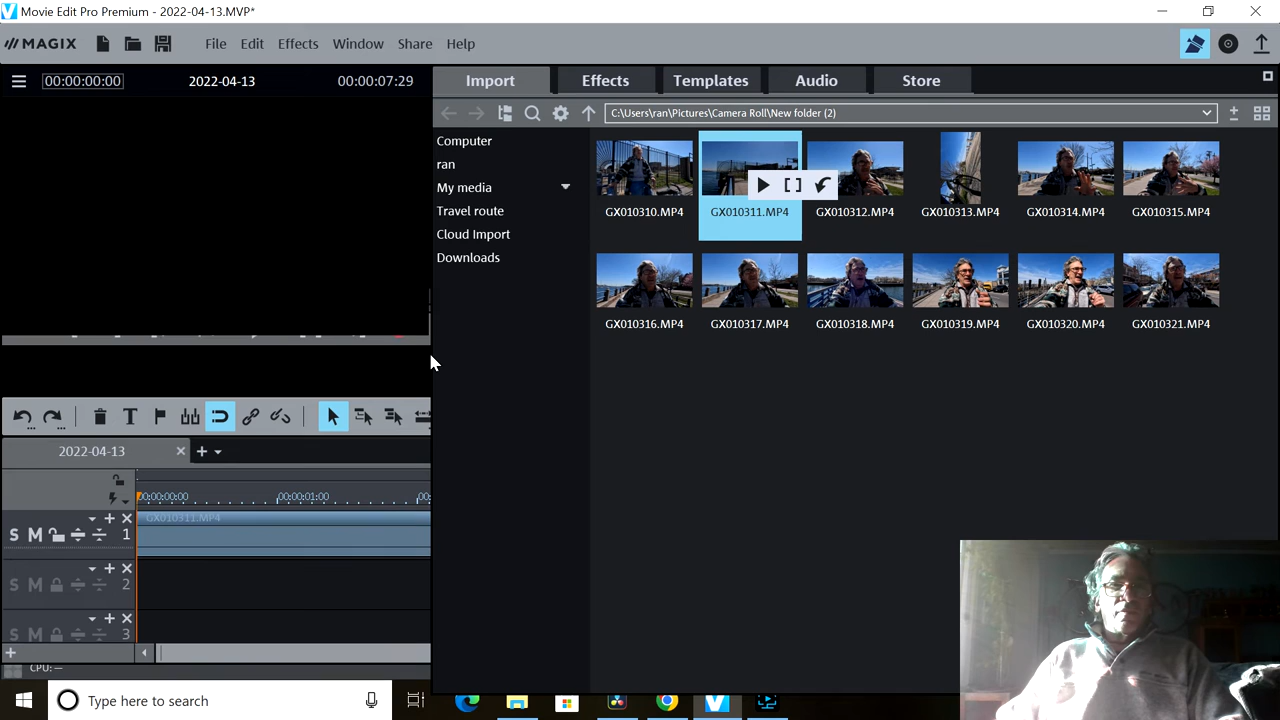 Movie Edit Pro Premium - 2022-04-13.MVP*
MAGIX
File Edit Effects Window Share Help
00:00:00:00 2022-04-13 00:00:07:29
Import Effects Templates Audio Store
C:\Users\ran\Pictures\Camera Roll\New folder (2)
Computer
ran
My media
Travel route
Cloud Import
Downloads
GX010310.MP4 GX010311.MP4 GX010312.MP4 GX010313.MP4 GX010314.MP4 GX010315.MP4
GX010316.MP4 GX010317.MP4 GX010318.MP4 GX010319.MP4 GX010320.MP4 GX010321.MP4
2022-04-13
00:00:00:00 00:00:01:00
GX010311.MP4
S M 1
S M 2
S M 3
CPU: —
Type here to search